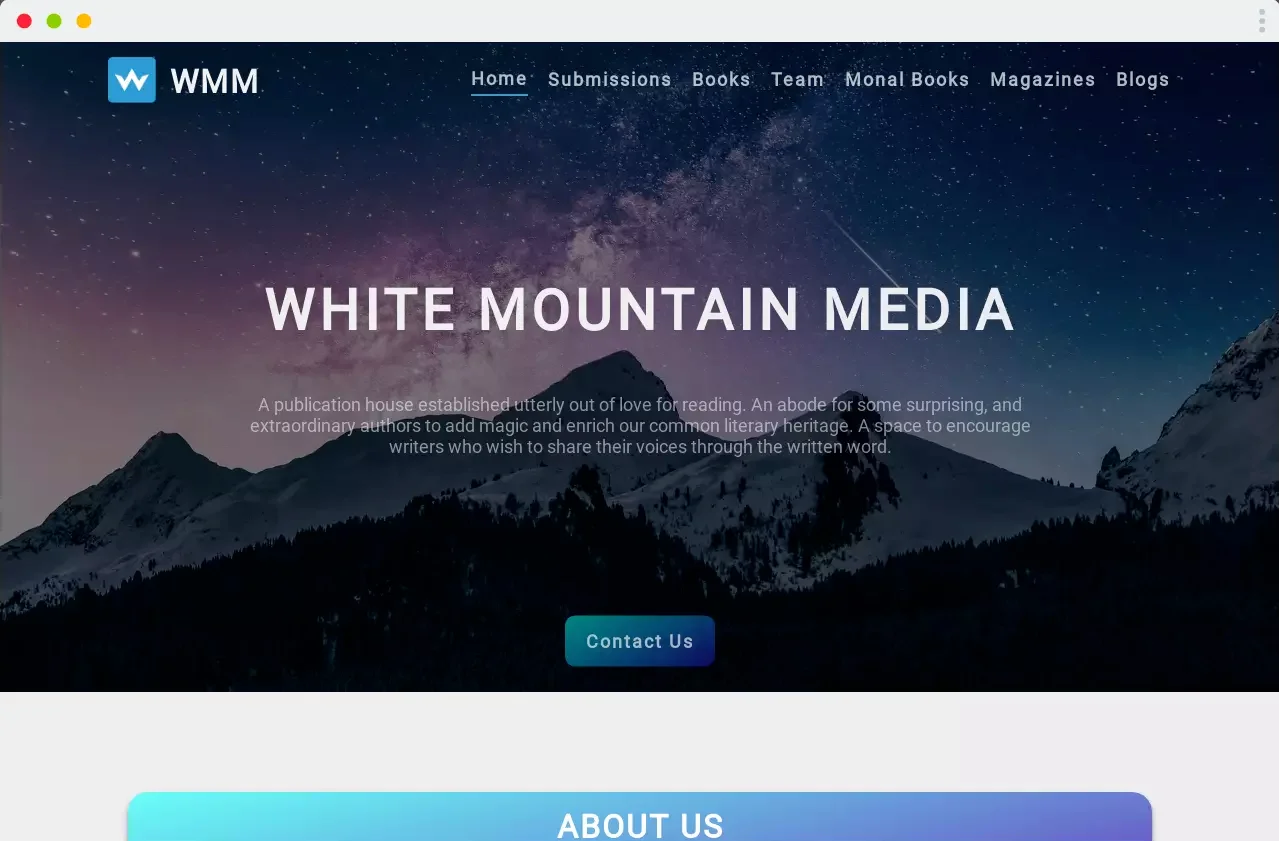 WMM
Home Submissions Books Team Monal Books Magazines Blogs
WHITE MOUNTAIN MEDIA
A publication house established utterly out of love for reading. An abode for some surprising, and
extraordinary authors to add magic and enrich our common literary heritage. A space to encourage
writers who wish to share their voices through the written word.
Contact Us
ABOUT US